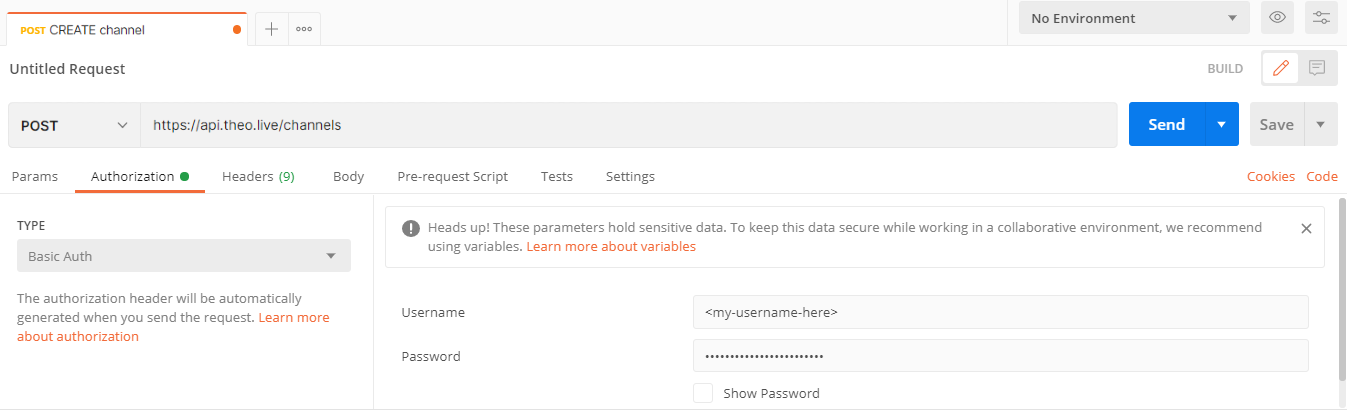 POST CREATE channel
No Environment
Untitled Request
BUILD
POST
https://api.theo.live/channels
Send
Save
Params
Authorization
Headers (9)
Body
Pre-request Script
Tests
Settings
Cookies
Code
TYPE
Basic Auth
The authorization header will be automatically
generated when you send the request. Learn more
about authorization
Heads up! These parameters hold sensitive data. To keep this data secure while working in a collaborative environment, we recommend
using variables. Learn more about variables
Username
<my-username-here>
Password
••••••••••••••••••••••••
Show Password